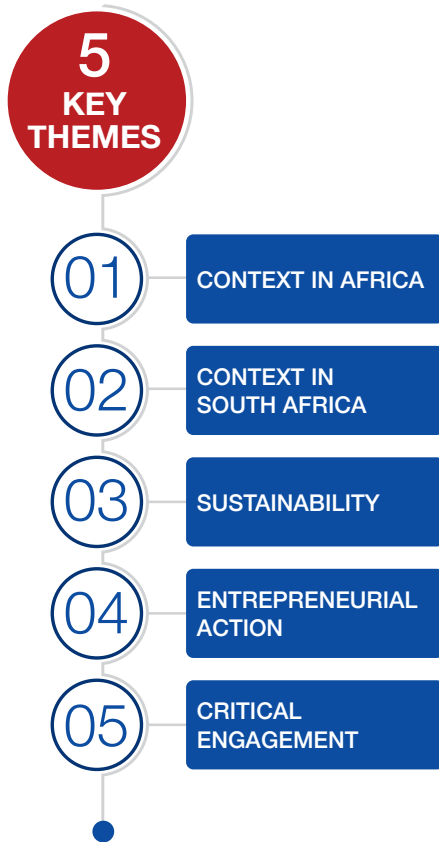 5
KEY
THEMES
01
CONTEXT IN AFRICA
02
CONTEXT IN
SOUTH AFRICA
03
SUSTAINABILITY
04
ENTREPRENEURIAL
ACTION
05
CRITICAL
ENGAGEMENT